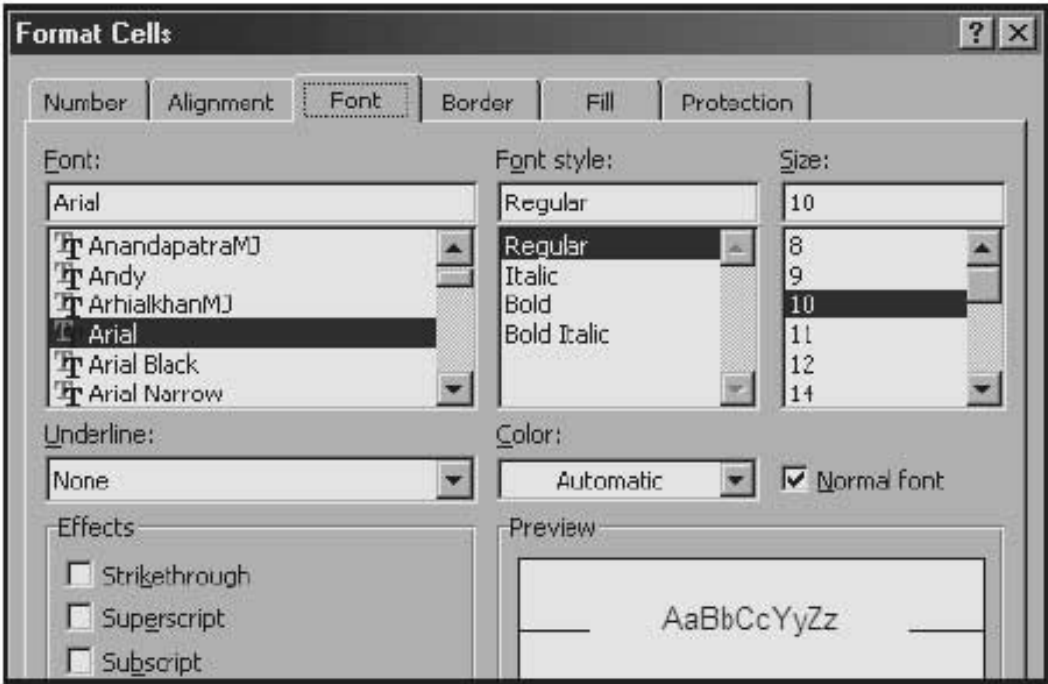 Format Cells
Number Alignment Font Border Fill Protection
Font: Font style: Size:
Arial Regular 10
AnandapatraMJ Regular 8
Andy Italic 9
ArhialkhanMJ Bold 10
Arial Bold Italic 11
Arial Black 12
Arial Narrow 14
Underline: Color:
None Automatic Normal font
Effects Preview
Strikethrough
Superscript AaBbCcYyZz
Subscript